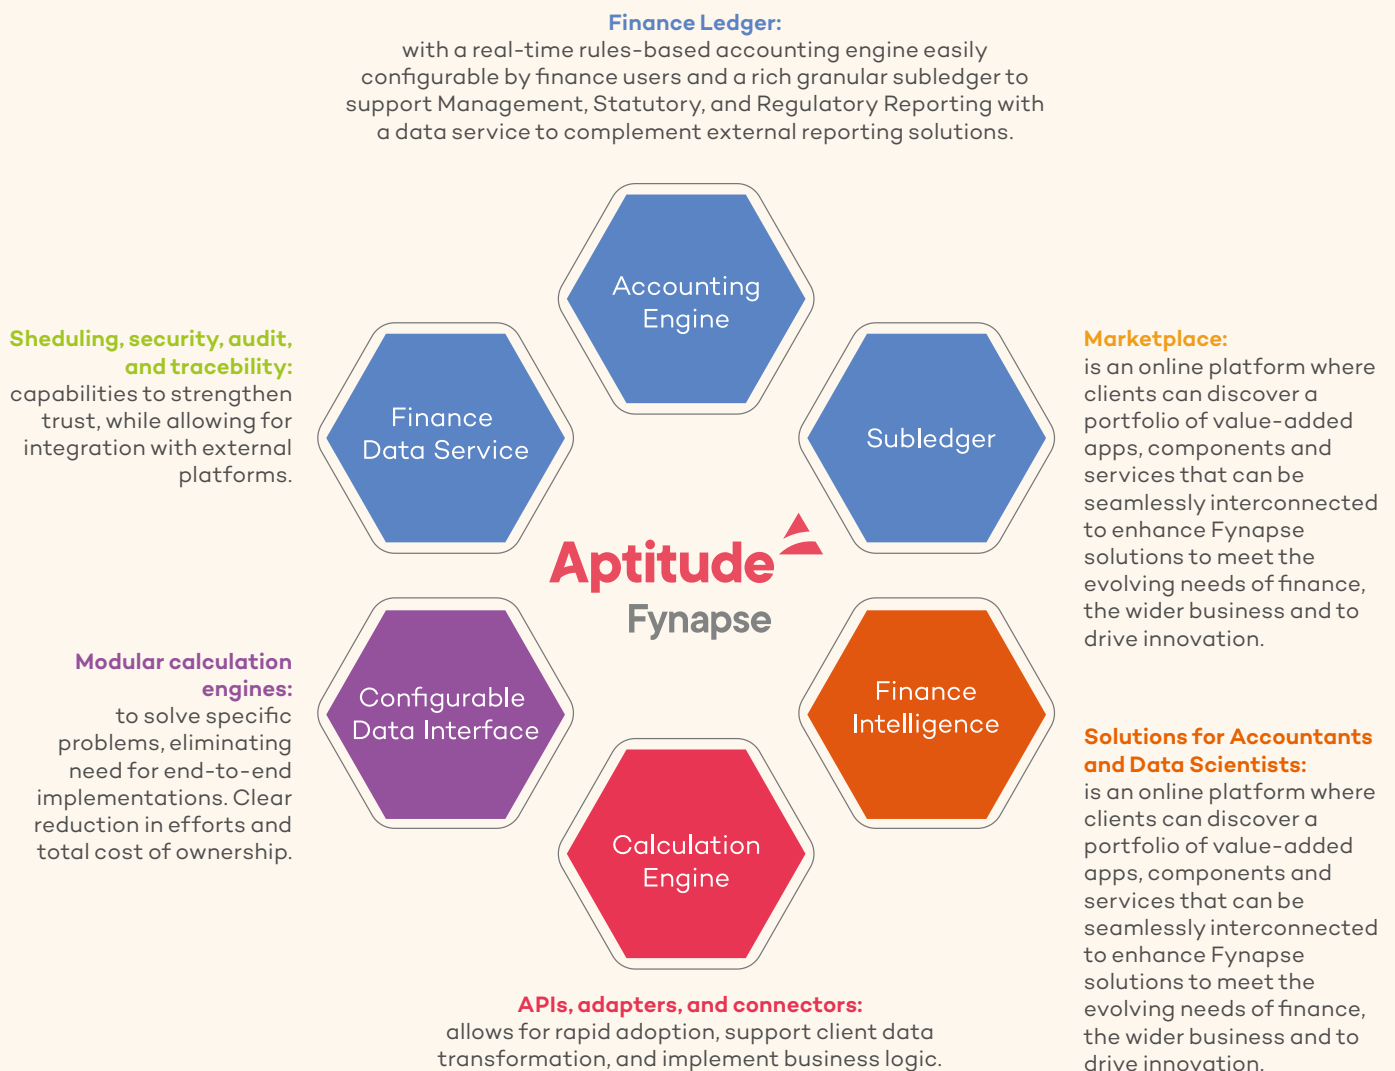 Finance Ledger:
with a real-time rules-based accounting engine easily
configurable by finance users and a rich granular subledger to
support Management, Statutory, and Regulatory Reporting with
a data service to complement external reporting solutions.
Accounting
Engine
Sheduling, security, audit,
and tracebility:
capabilities to strengthen
trust, while allowing for
integration with external
platforms.
Finance
Data Service
Subledger
Marketplace:
is an online platform where
clients can discover a
portfolio of value-added
apps, components and
services that can be
seamlessly interconnected
to enhance Fynapse
solutions to meet the
evolving needs of finance,
the wider business and to
drive innovation.
Aptitude
Fynapse
Modular calculation
engines:
to solve specific
problems, eliminating
need for end-to-end
implementations. Clear
reduction in efforts and
total cost of ownership.
Configurable
Data Interface
Finance
Intelligence
Solutions for Accountants
and Data Scientists:
is an online platform where
clients can discover a
portfolio of value-added
apps, components and
services that can be
seamlessly interconnected
to enhance Fynapse
solutions to meet the
evolving needs of finance,
the wider business and to
drive innovation.
Calculation
Engine
APIs, adapters, and connectors:
allows for rapid adoption, support client data
transformation, and implement business logic.